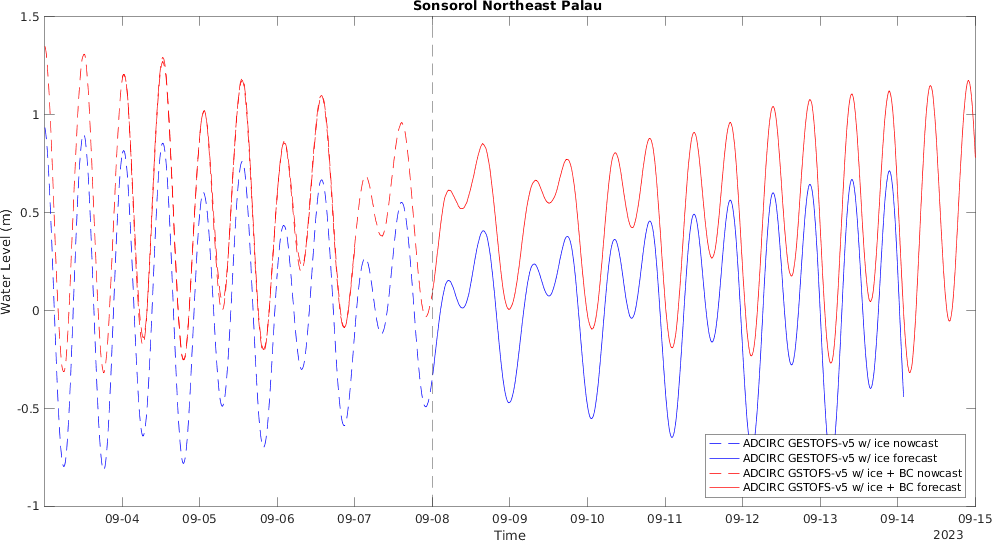 Sonsorol Northeast Palau
1.5
1
0.5
0
-0.5
-1
Water Level (m)
09-04 09-05 09-06 09-07 09-08 09-09 09-10 09-11 09-12 09-13 09-14 09-15
Time
2023
ADCIRC GESTOFS-v5 w/ ice nowcast
ADCIRC GESTOFS-v5 w/ ice forecast
ADCIRC GSTOFS-v5 w/ ice + BC nowcast
ADCIRC GSTOFS-v5 w/ ice + BC forecast